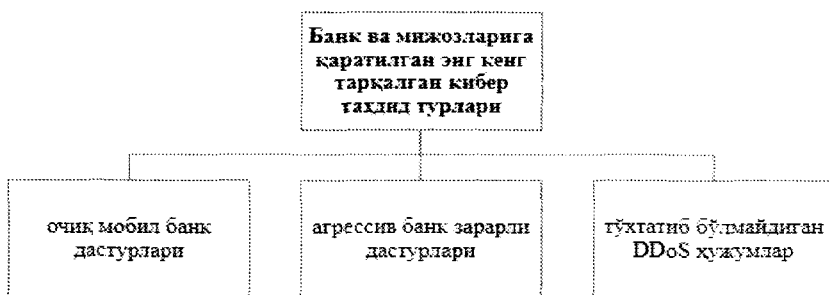 Банк ва мижозларига
қаратилган энг кенг
тарқалган кибер
таҳдид турлари
очиқ мобил банк
дастурлари
агрессив банк зарарли
дастурлари
тўхтатиб бўлмайдиган
DDoS ҳужумлар